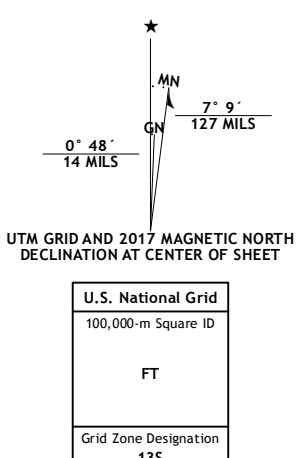 ★
MN
7° 9´
127 MILS
GN
0° 48´
14 MILS
UTM GRID AND 2017 MAGNETIC NORTH
DECLINATION AT CENTER OF SHEET
U.S. National Grid
100,000-m Square ID
FT
Grid Zone Designation
13S